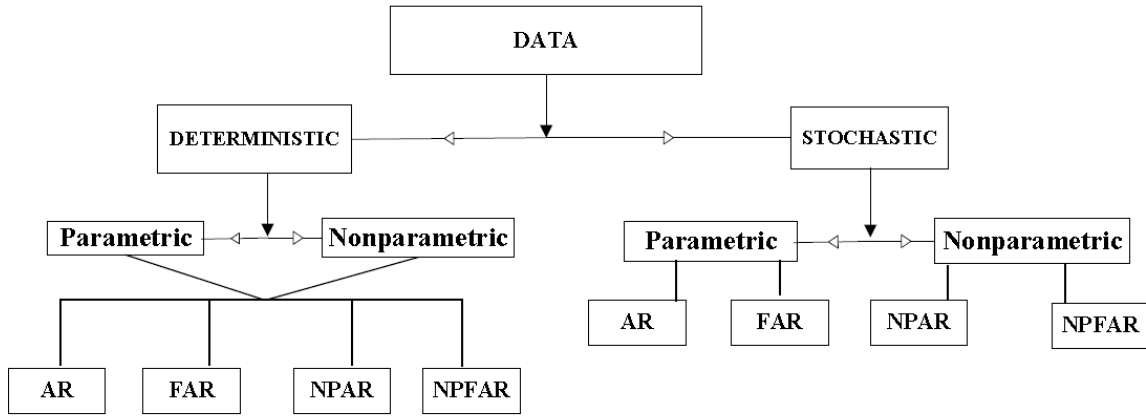 DATA
DETERMINISTIC
STOCHASTIC
Parametric
Nonparametric
Parametric
Nonparametric
AR
FAR
NPAR
NPFAR
AR
FAR
NPAR
NPFAR